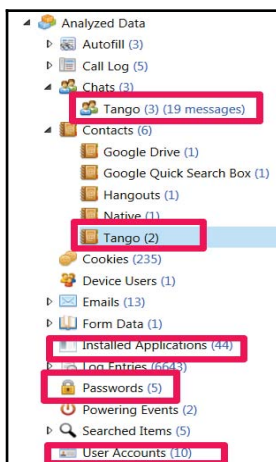 Analyzed Data
Autofill (3)
Call Log (5)
Chats (3)
Tango (3) (19 messages)
Contacts (6)
Google Drive (1)
Google Quick Search Box (1)
Hangouts (1)
Native (1)
Tango (2)
Cookies (235)
Device Users (1)
Emails (13)
Form Data (1)
Installed Applications (44)
Log Entries (6643)
Passwords (5)
Powering Events (2)
Searched Items (5)
User Accounts (10)